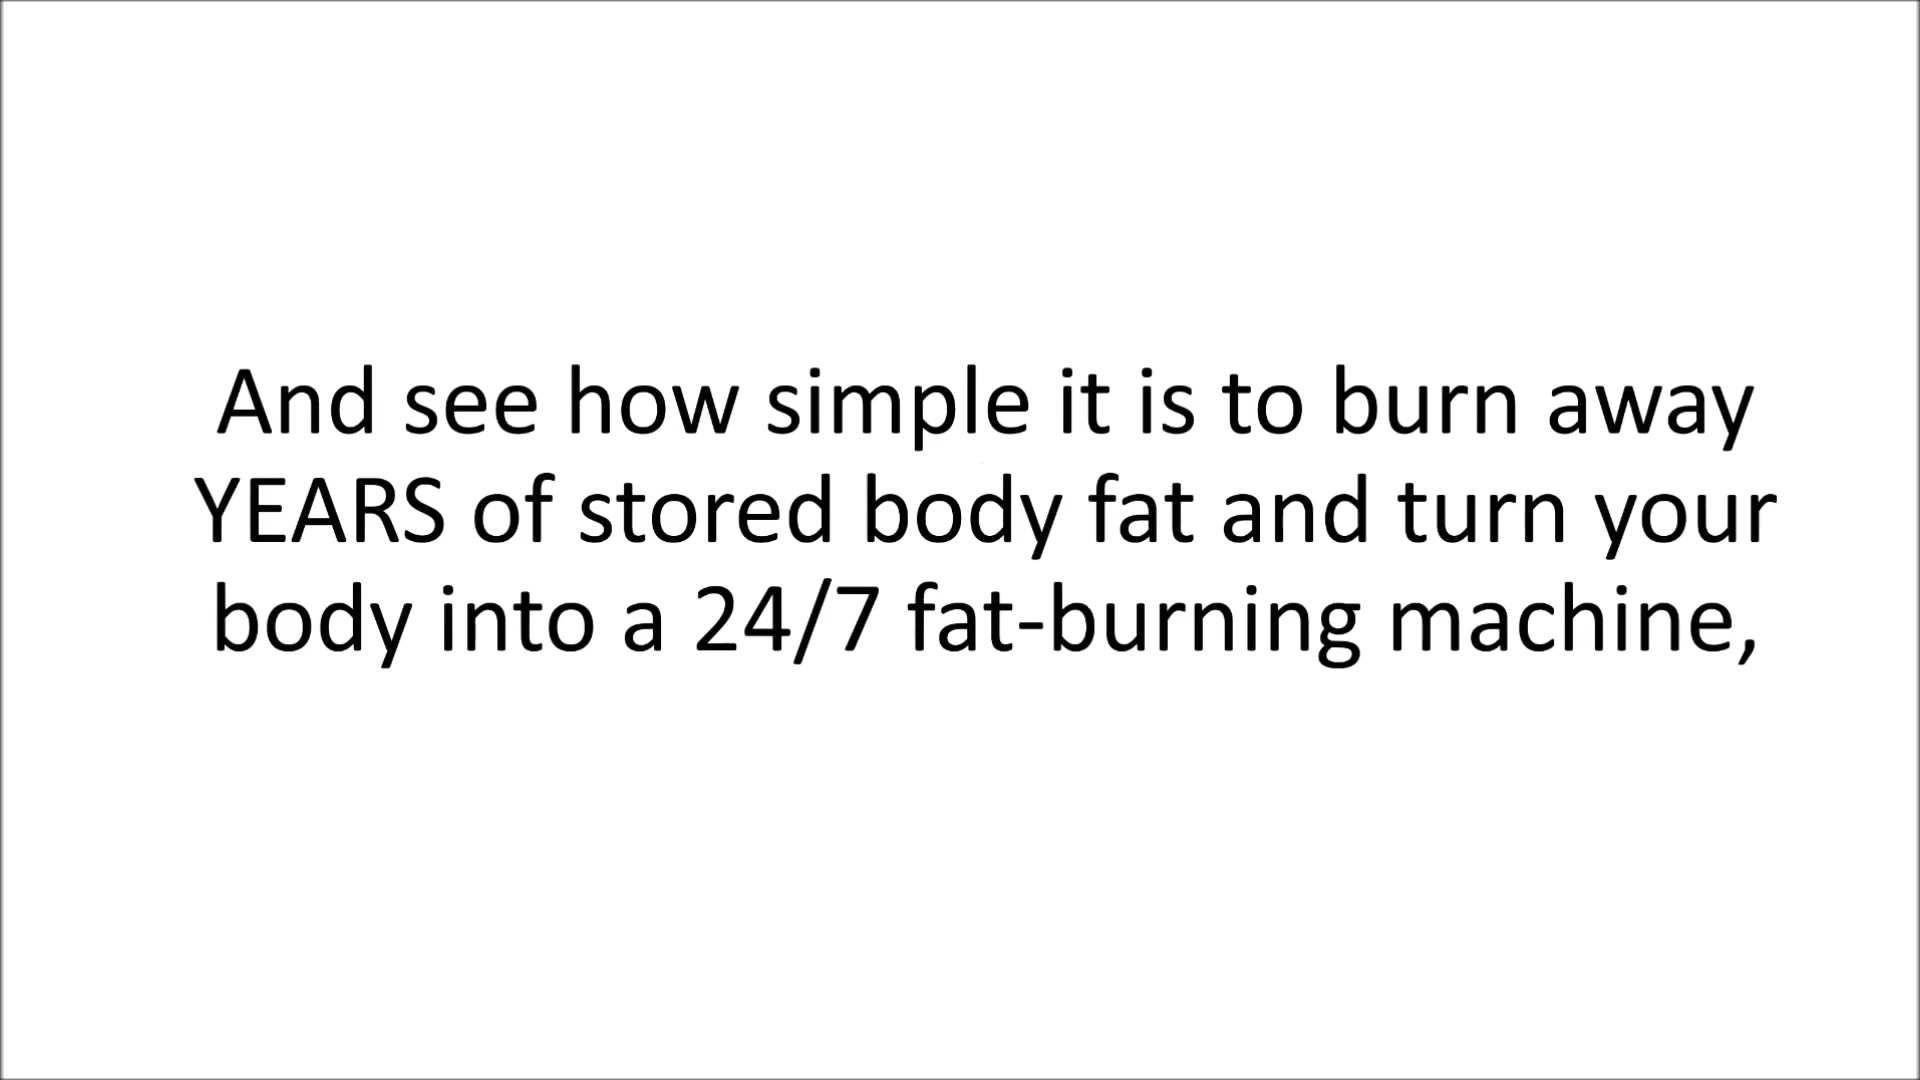 And see how simple it is to burn away
YEARS of stored body fat and turn your
body into a 24/7 fat-burning machine,